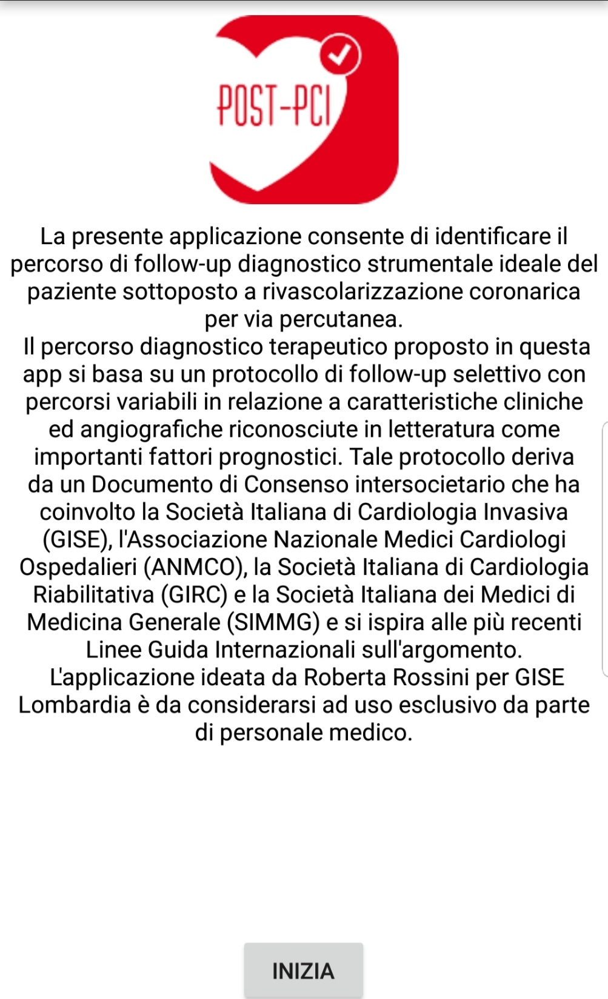 POST-PCI
La presente applicazione consente di identificare il
percorso di follow-up diagnostico strumentale ideale del
paziente sottoposto a rivascolarizzazione coronarica
per via percutanea.
Il percorso diagnostico terapeutico proposto in questa
app si basa su un protocollo di follow-up selettivo con
percorsi variabili in relazione a caratteristiche cliniche
ed angiografiche riconosciute in letteratura come
importanti fattori prognostici. Tale protocollo deriva
da un Documento di Consenso intersocietario che ha
coinvolto la Società Italiana di Cardiologia Invasiva
(GISE), l'Associazione Nazionale Medici Cardiologi
Ospedalieri (ANMCO), la Società Italiana di Cardiologia
Riabilitativa (GIRC) e la Società Italiana dei Medici di
Medicina Generale (SIMMG) e si ispira alle più recenti
Linee Guida Internazionali sull'argomento.
L'applicazione ideata da Roberta Rossini per GISE
Lombardia è da considerarsi ad uso esclusivo da parte
di personale medico.
INIZIA